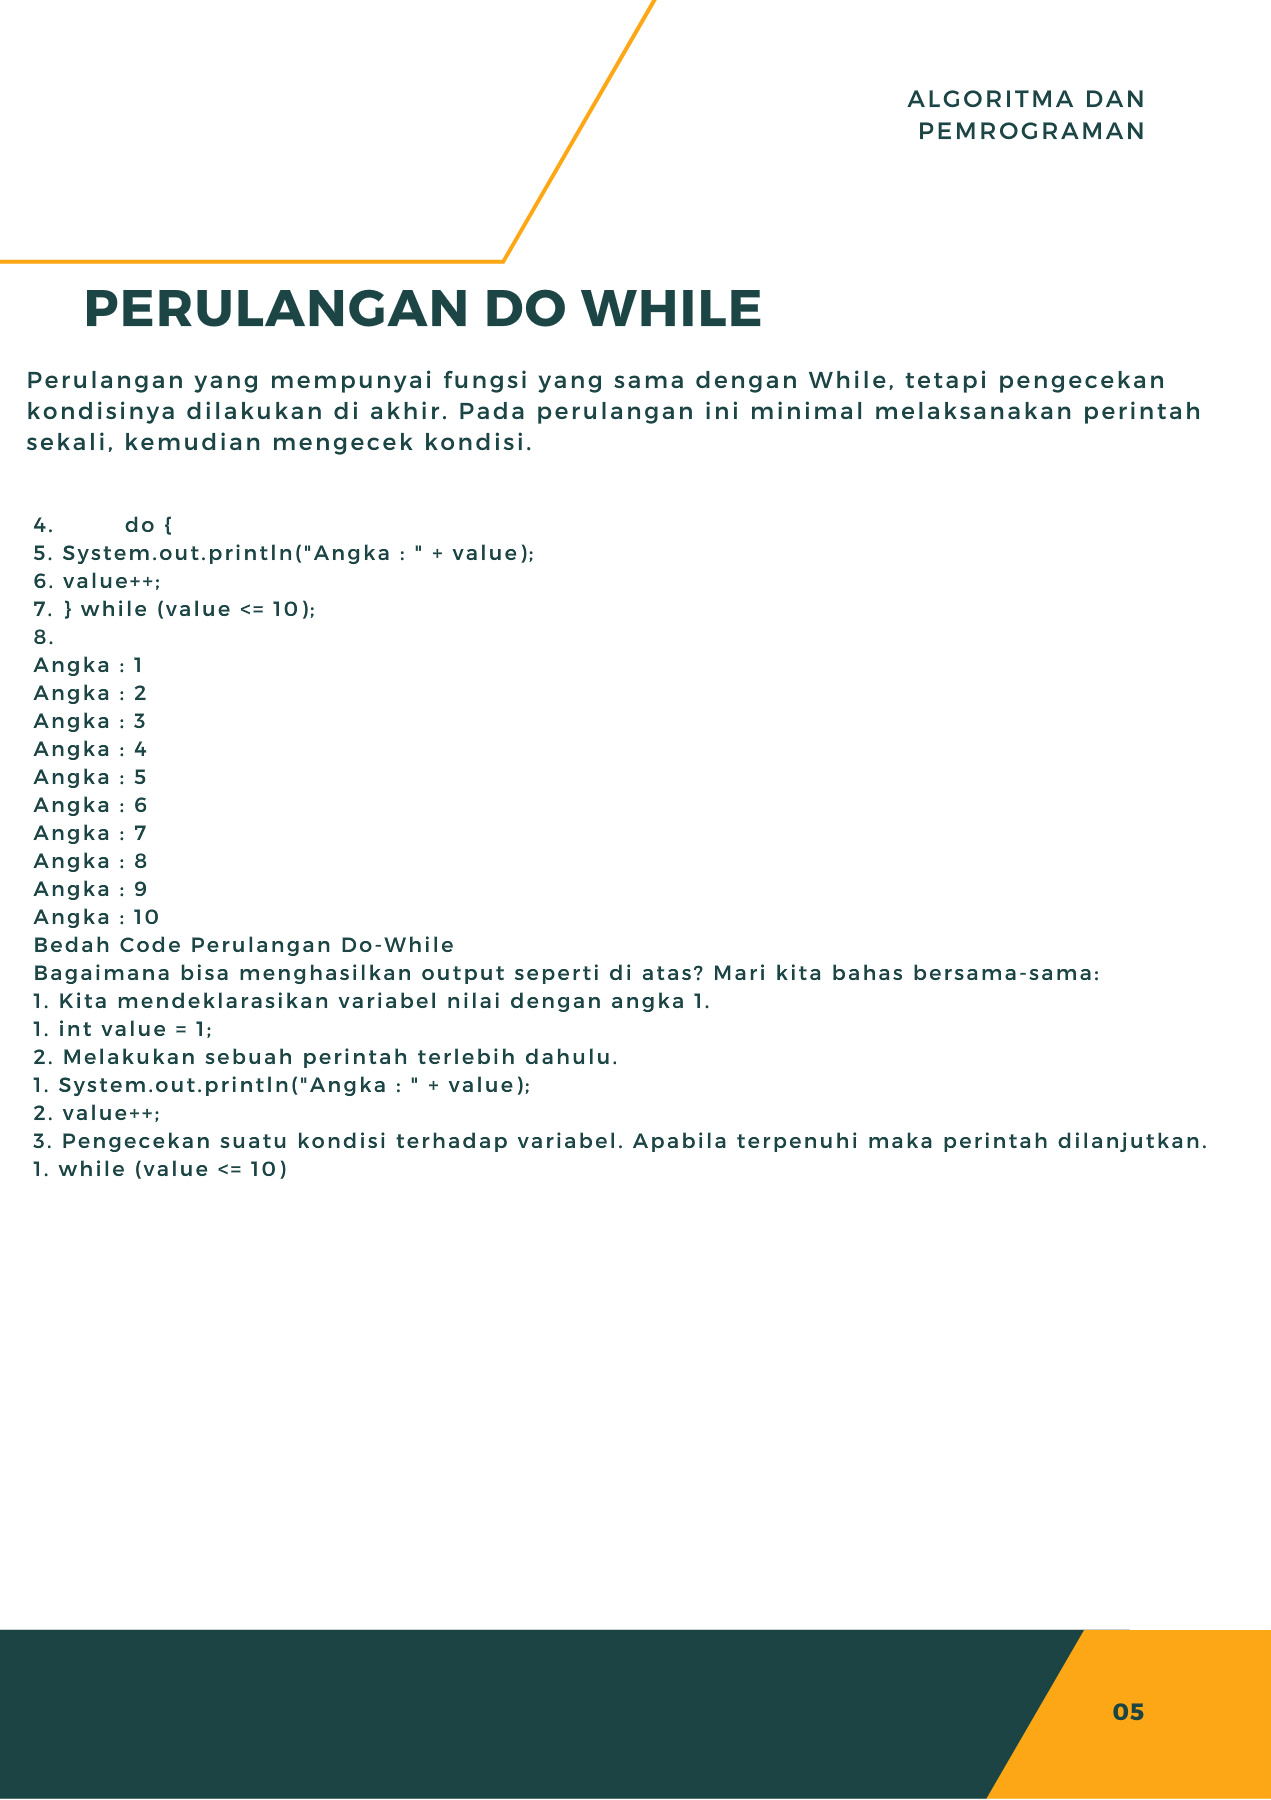 ALGORITMA DAN
PEMROGRAMAN
PERULANGAN DO WHILE
Perulangan yang mempunyai fungsi yang sama dengan While, tetapi pengecekan
kondisinya dilakukan di akhir. Pada perulangan ini minimal melaksanakan perintah
sekali, kemudian mengecek kondisi.
4. do {
5. System.out.println("Angka : " + value);
6. value++;
7. } while (value <= 10);
8.
Angka : 1
Angka : 2
Angka : 3
Angka : 4
Angka : 5
Angka : 6
Angka : 7
Angka : 8
Angka : 9
Angka : 10
Bedah Code Perulangan Do-While
Bagaimana bisa menghasilkan output seperti di atas? Mari kita bahas bersama-sama:
1. Kita mendeklarasikan variabel nilai dengan angka 1.
1. int value = 1;
2. Melakukan sebuah perintah terlebih dahulu.
1. System.out.println("Angka : " + value);
2. value++;
3. Pengecekan suatu kondisi terhadap variabel. Apabila terpenuhi maka perintah dilanjutkan.
1. while (value <= 10)
05